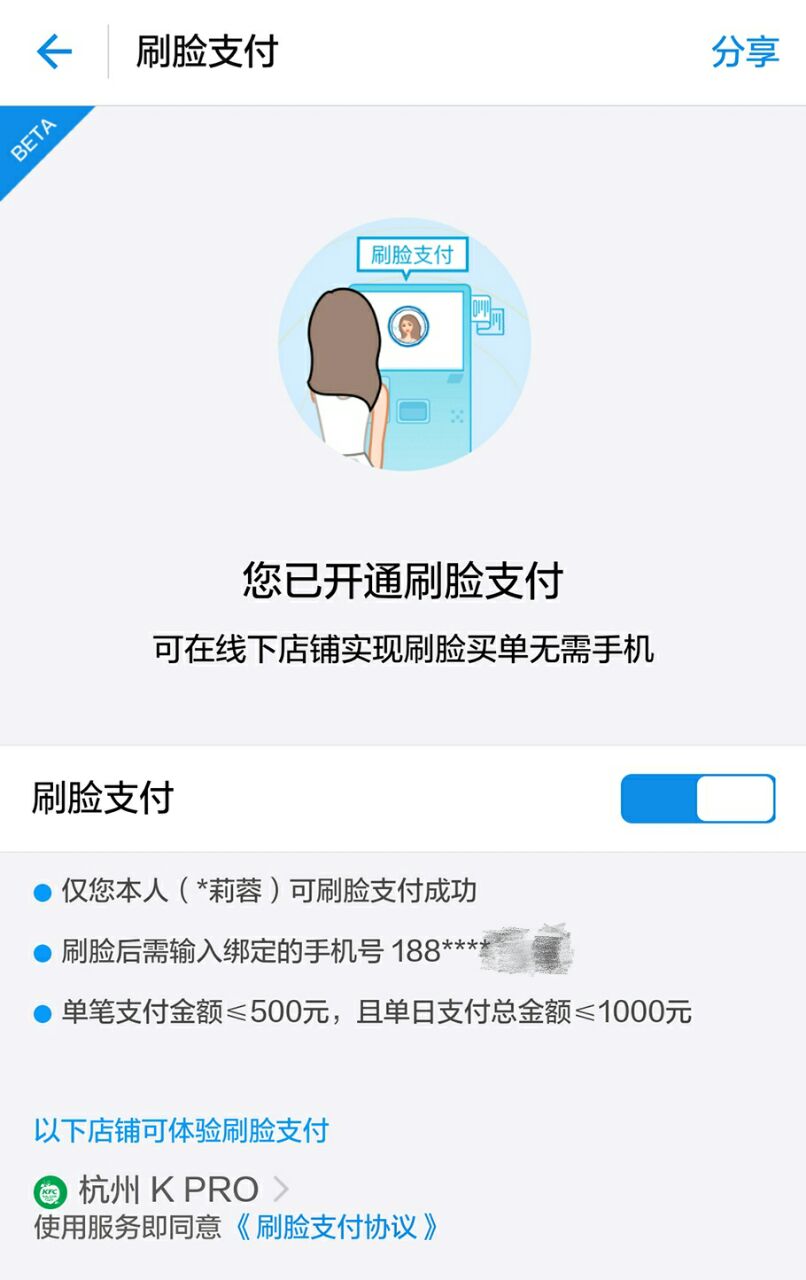 刷脸支付
分享
BETA
刷脸支付
您已开通刷脸支付
可在线下店铺实现刷脸买单无需手机
刷脸支付
仅您本人（*莉蓉）可刷脸支付成功
刷脸后需输入绑定的手机号 188****
单笔支付金额≤500元，且单日支付总金额≤1000元
以下店铺可体验刷脸支付
KFC
杭州 K PRO
使用服务即同意《刷脸支付协议》